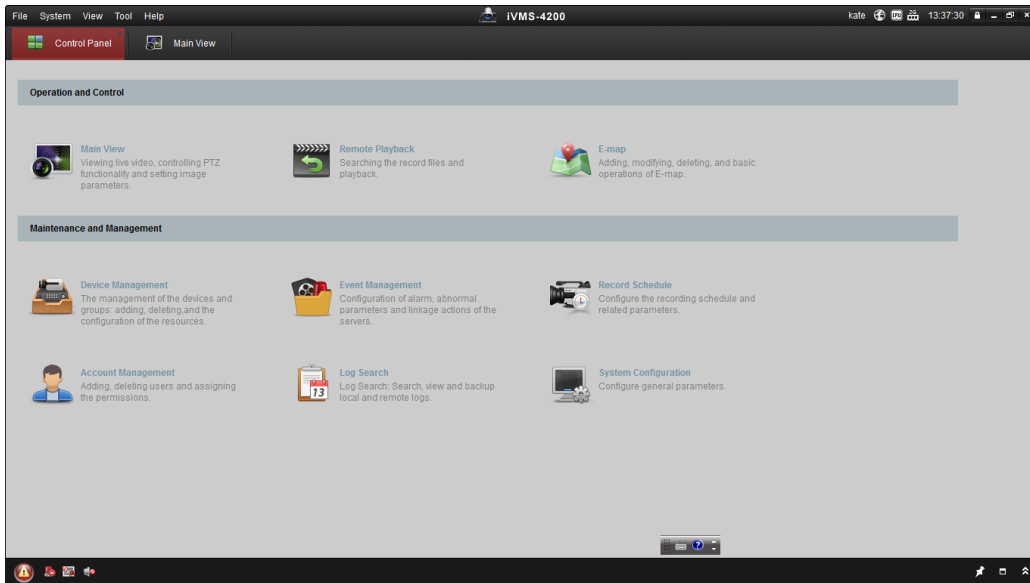 File System View Tool Help
iVMS-4200
kate 13:37:30
Control Panel
Main View
Operation and Control
Main View
Viewing live video, controlling PTZ
functionality and setting image
parameters.
Remote Playback
Searching the record files and
playback.
E-map
Adding, modifying, deleting, and basic
operations of E-map.
Maintenance and Management
Device Management
The management of the devices and
groups: adding, deleting,and the
configuration of the resources.
Event Management
Configuration of alarm, abnormal
parameters and linkage actions of the
servers.
Record Schedule
Configure the recording schedule and
related parameters.
Account Management
Adding, deleting users and assigning
the permissions.
13
Log Search
Log Search: Search, view and backup
local and remote logs.
System Configuration
Configure general parameters.